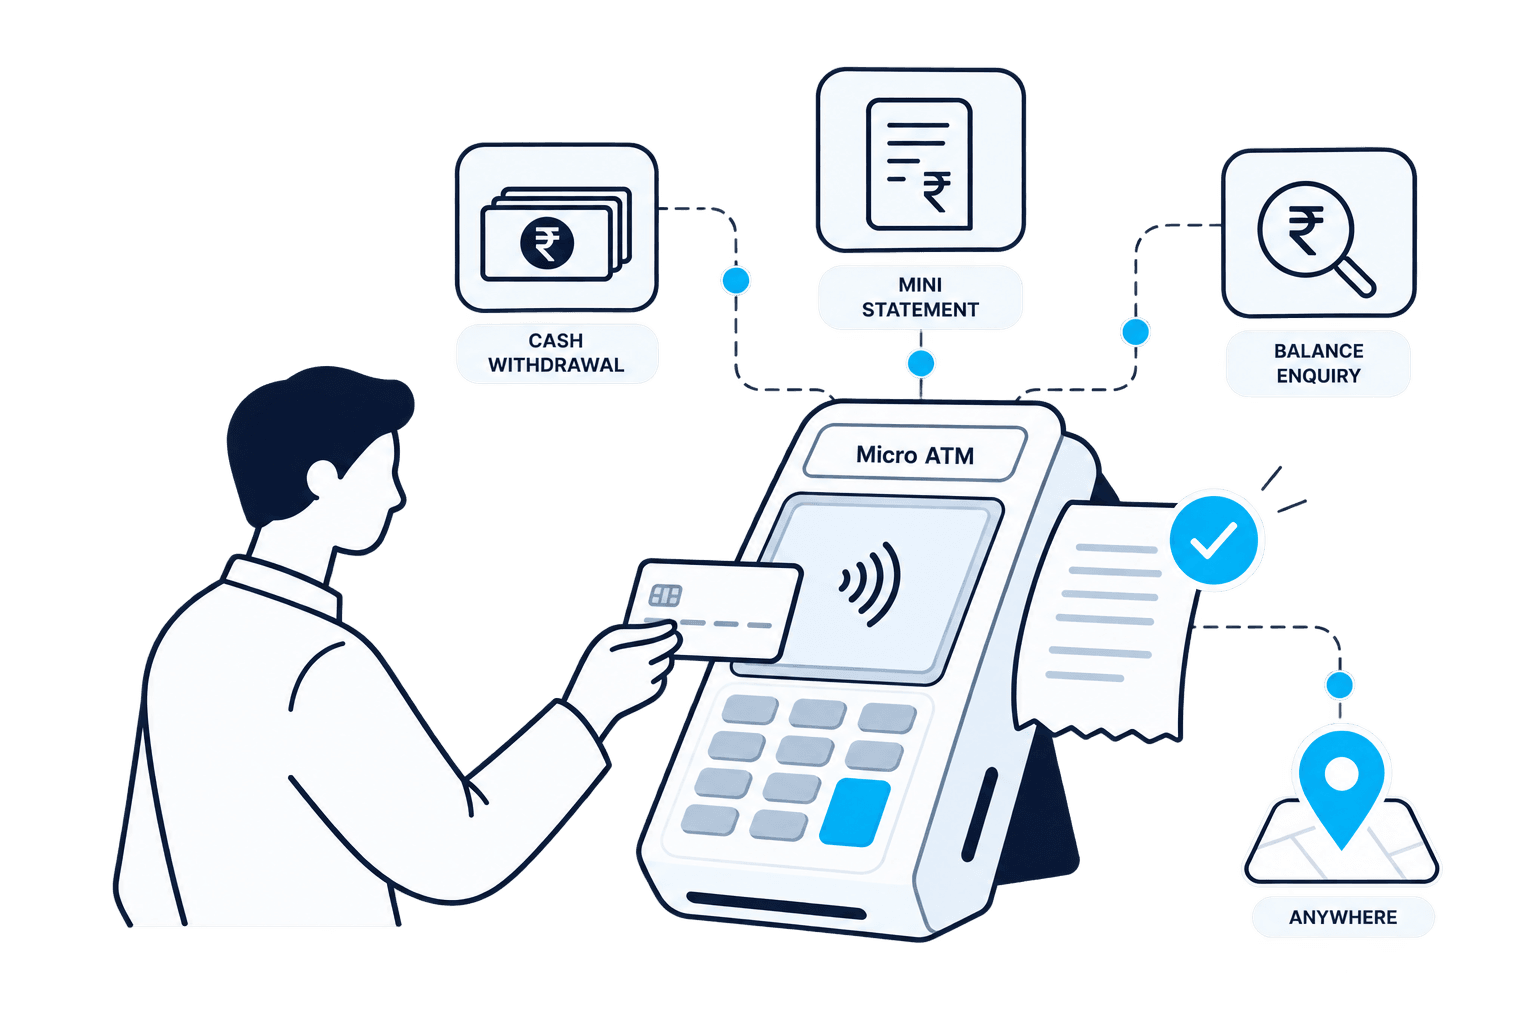 MINI
STATEMENT
CASH
WITHDRAWAL
₹
₹
₹
BALANCE
ENQUIRY
Micro ATM
ANYWHERE